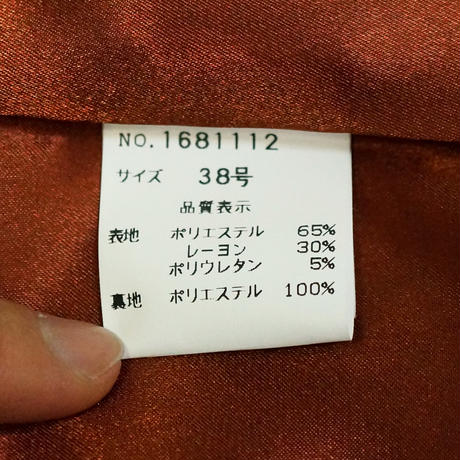 NO.1681112
サイズ 38号
品質表示
表地 ポリエステル 65%
レーヨン 30%
ポリウレタン 5%
裏地 ポリエステル 100%